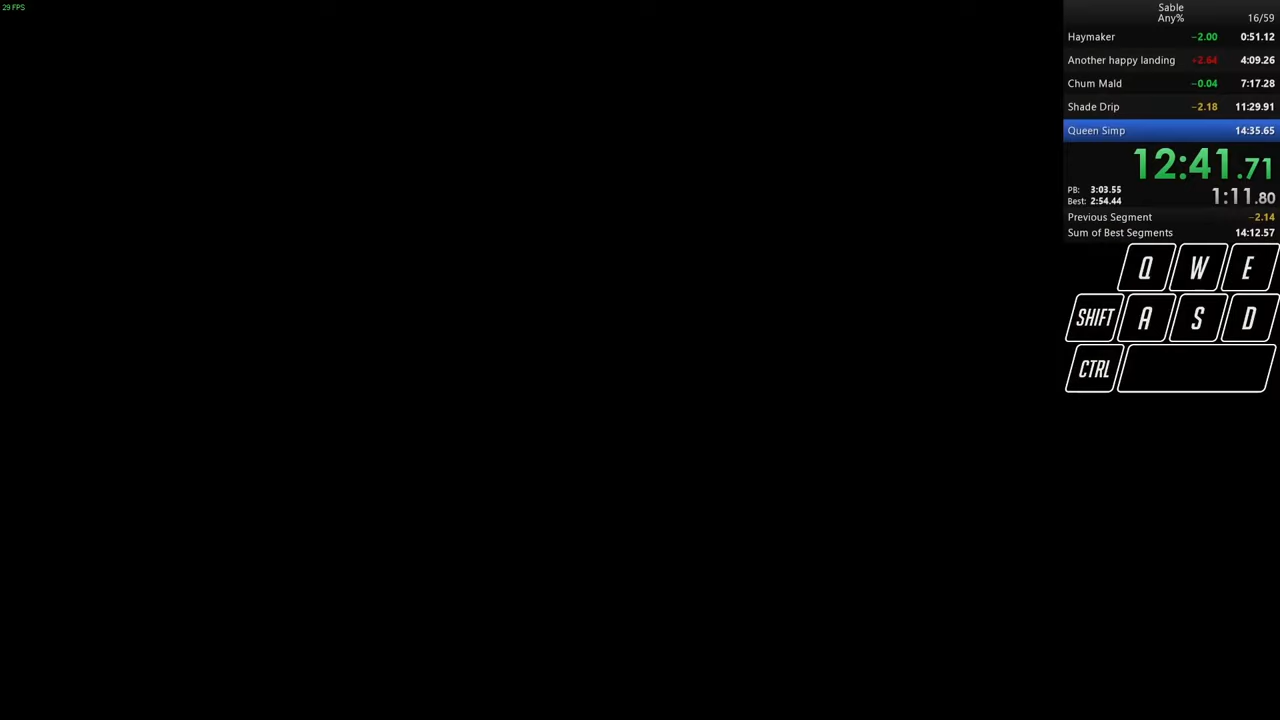 29 FPS
Sable
Any% 16/59
Haymaker -2.00 0:51.12
Another happy landing +2.64 4:09.26
Chum Mald -0.04 7:17.28
Shade Drip -2.18 11:29.91
Queen Simp 14:35.65
12:41.71
PB: 3:03.55
Best: 2:54.44
1:11.80
Previous Segment -2.14
Sum of Best Segments 14:12.57
Q W E
SHIFT A S D
CTRL